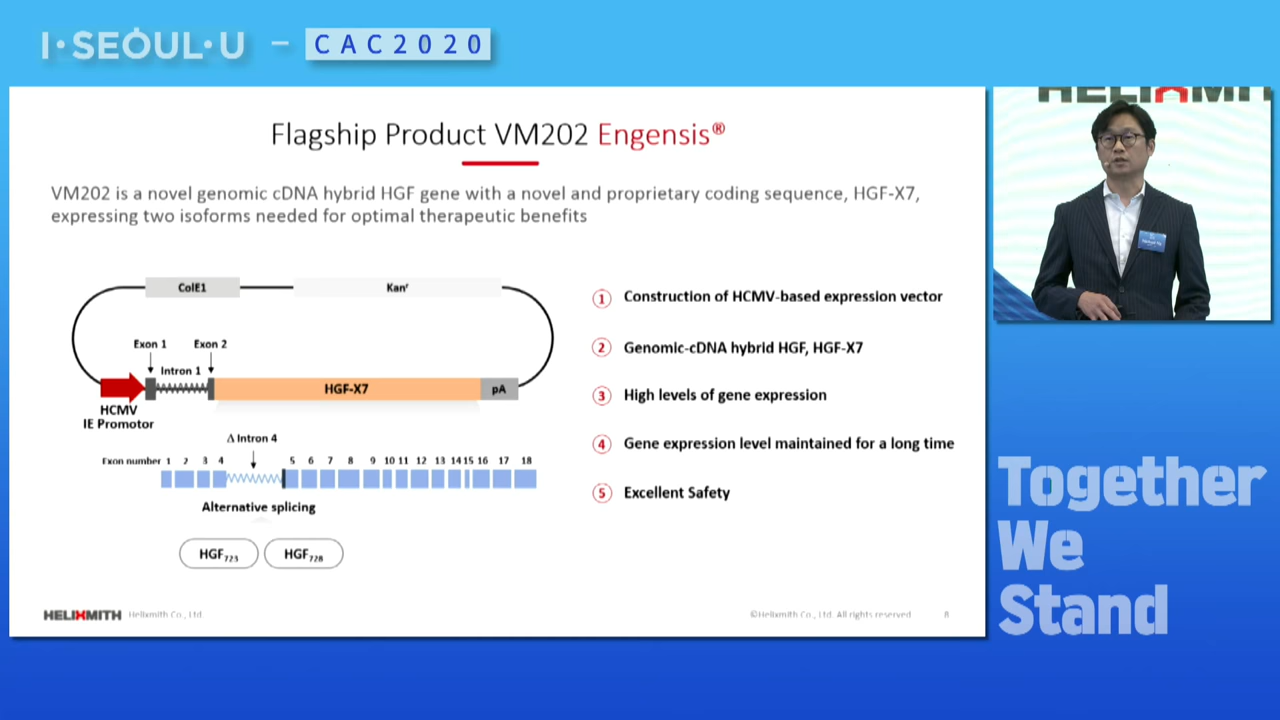 I·SEOUL·U – CAC2020
HELIXMITH
Flagship Product VM202 Engensis®
VM202 is a novel genomic cDNA hybrid HGF gene with a novel and proprietary coding sequence, HGF-X7,
expressing two isoforms needed for optimal therapeutic benefits
ColE1
Kanʳ
Exon 1
Exon 2
Intron 1
HGF-X7
pA
HCMV
IE Promotor
Δ Intron 4
Exon number 1 2 3 4 5 6 7 8 9 10 11 12 13 14 15 16 17 18
Alternative splicing
HGF₇₂₃
HGF₇₂₈
1 Construction of HCMV-based expression vector
2 Genomic-cDNA hybrid HGF, HGF-X7
3 High levels of gene expression
4 Gene expression level maintained for a long time
5 Excellent Safety
HELIXMITH Helixmith Co., Ltd
©Helixmith Co., Ltd. All rights reserved 8
Together
We
Stand